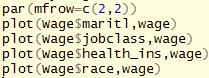 par(mfrow=c(2,2))
plot(Wage$maritl,wage)
plot(Wage$jobclass,wage)
plot(Wage$health_ins,wage)
plot(Wage$race,wage)